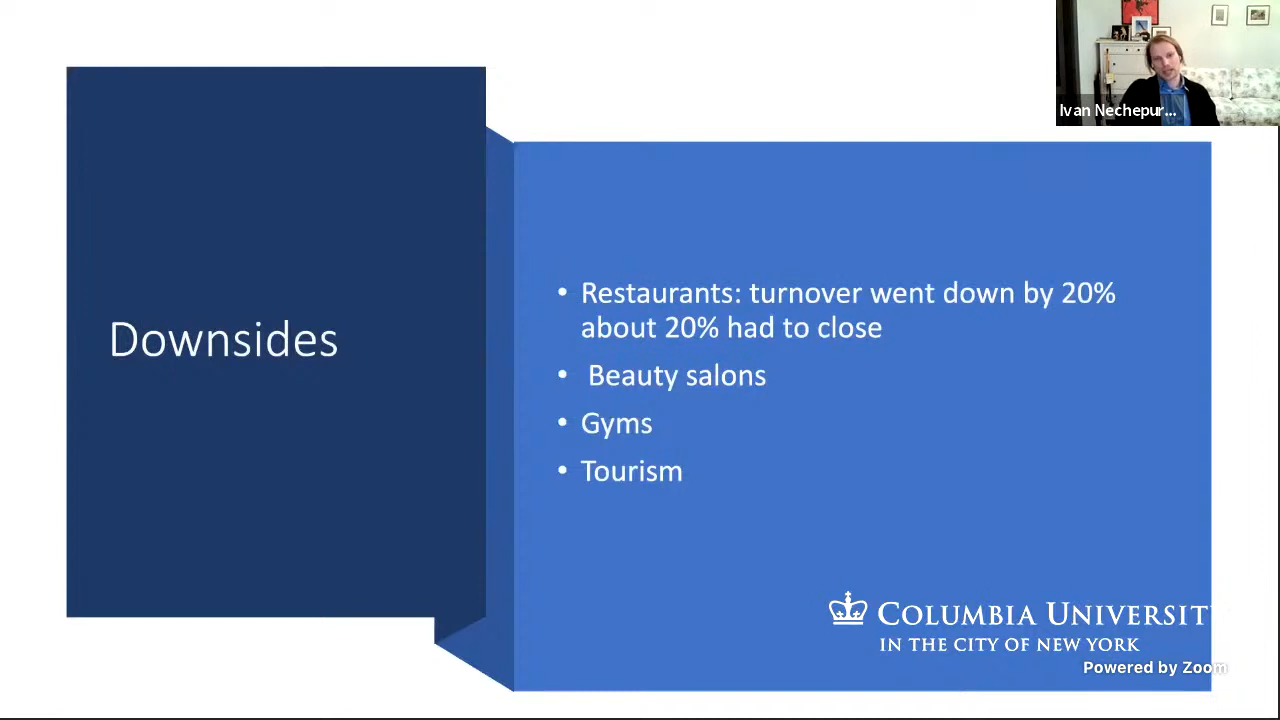 Ivan Nechepur...
Downsides
• Restaurants: turnover went down by 20%
about 20% had to close
• Beauty salons
• Gyms
• Tourism
COLUMBIA UNIVERSITY
IN THE CITY OF NEW YORK
Powered by Zoom